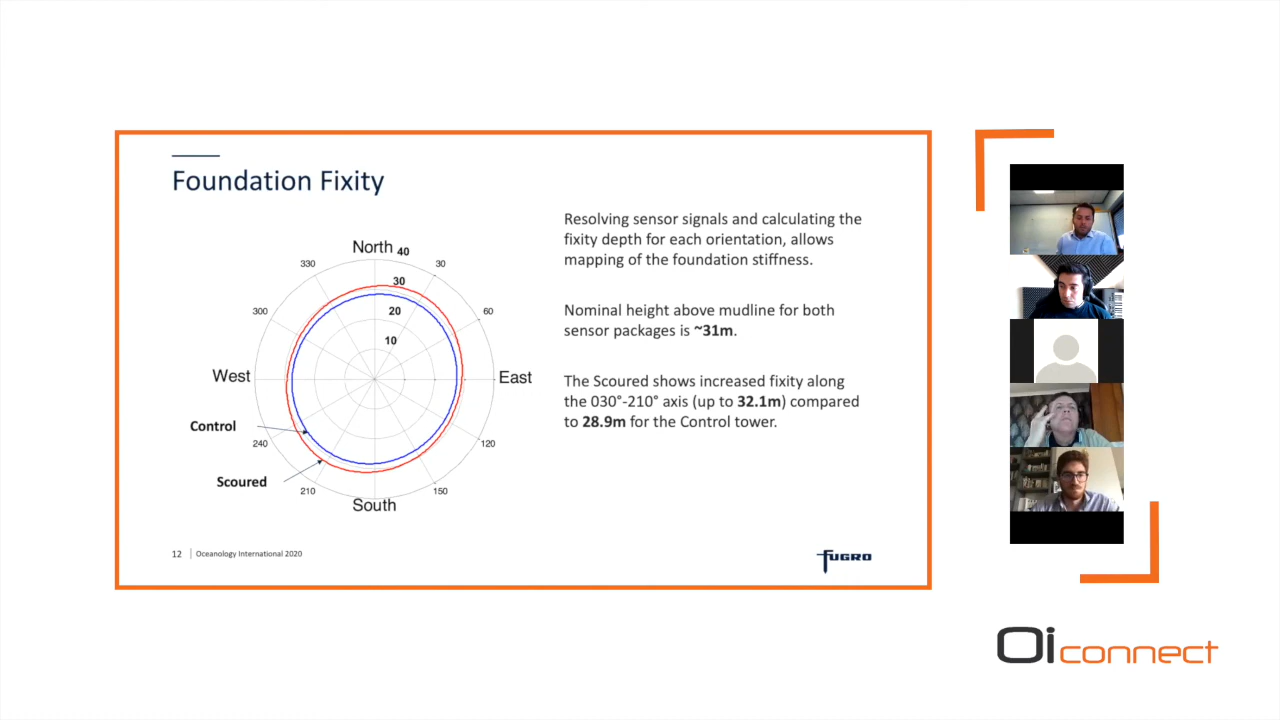 Foundation Fixity
North
40
330
30
30
300
20
60
10
West
East
Control
240
120
Scoured
210
150
South
Resolving sensor signals and calculating the
fixity depth for each orientation, allows
mapping of the foundation stiffness.
Nominal height above mudline for both
sensor packages is ~31m.
The Scoured shows increased fixity along
the 030°-210° axis (up to 32.1m) compared
to 28.9m for the Control tower.
12
Oceanology International 2020
FUGRO
Oi connect